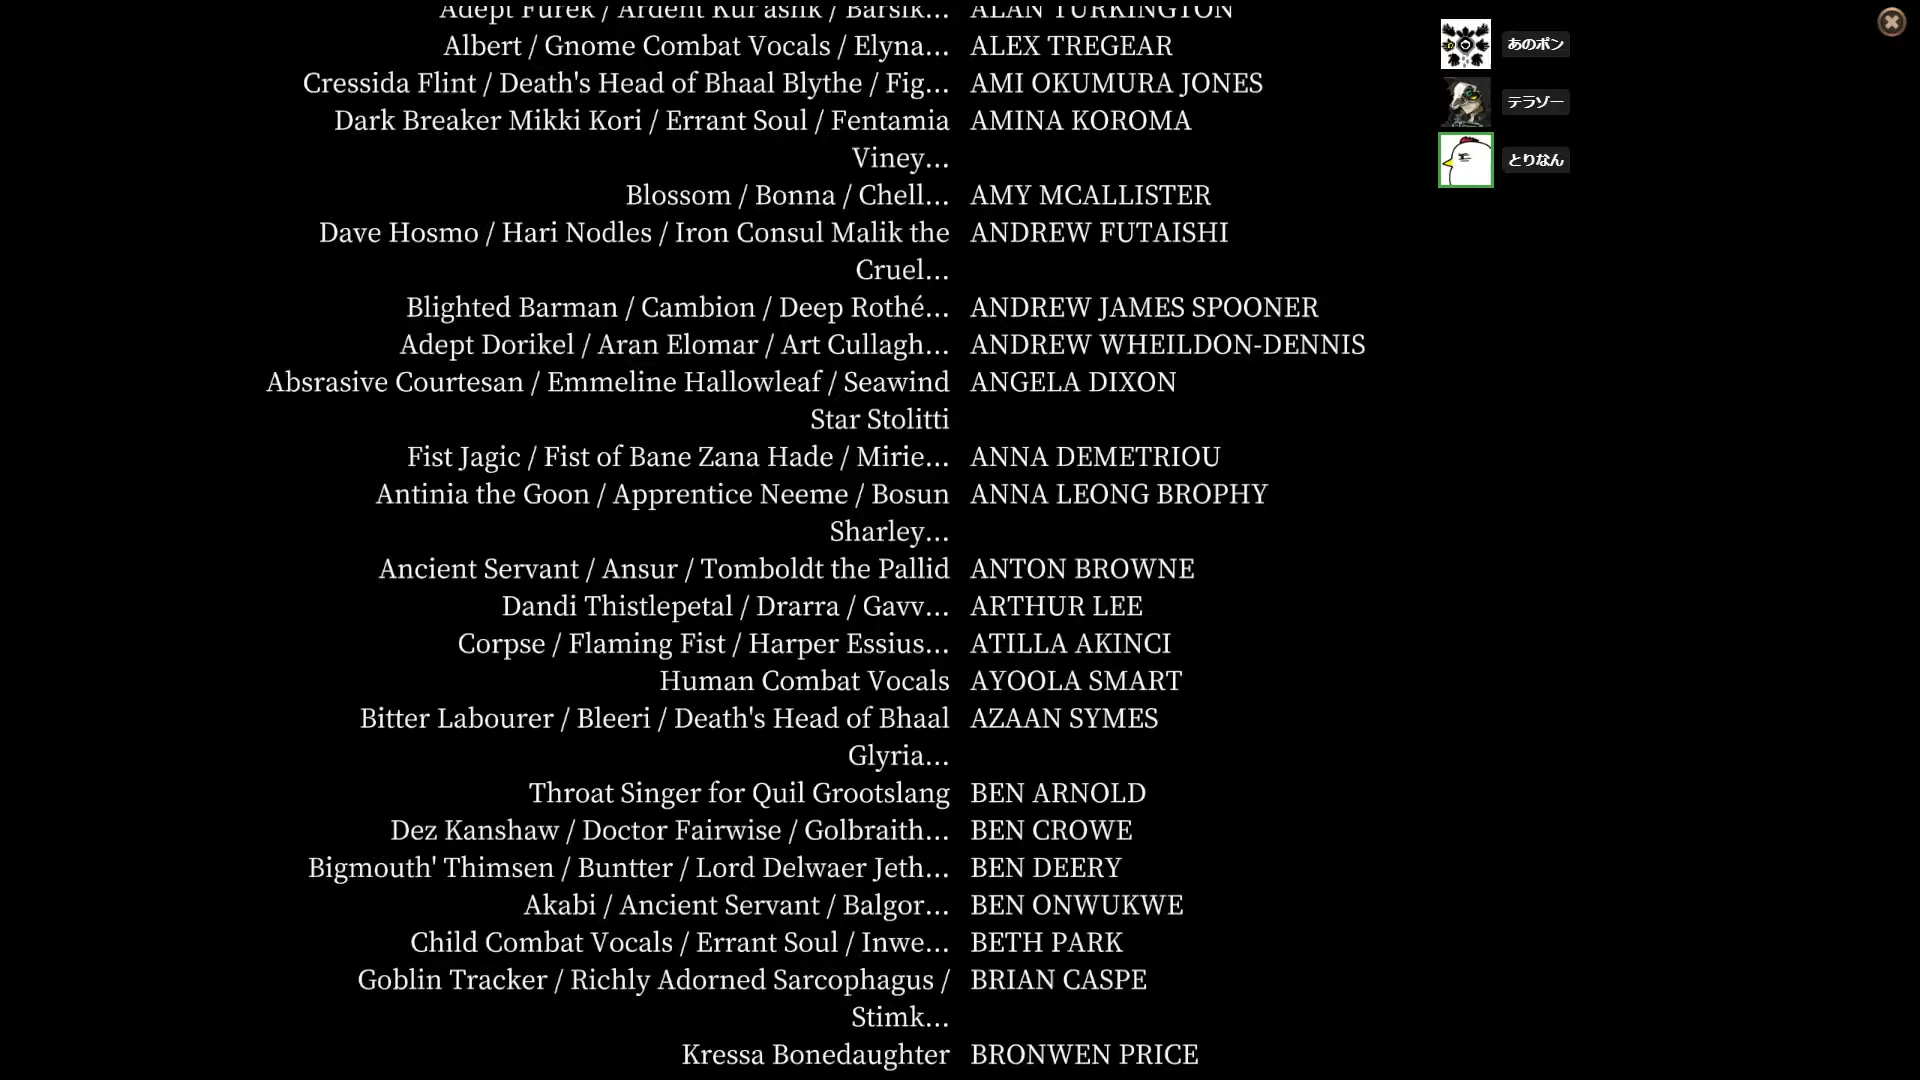 Adept Furek / Ardent Kur'ashk / Barsik... ALAN TURKINGTON
Albert / Gnome Combat Vocals / Elyna... ALEX TREGEAR
Cressida Flint / Death's Head of Bhaal Blythe / Fig... AMI OKUMURA JONES
Dark Breaker Mikki Kori / Errant Soul / Fentamia AMINA KOROMA
Viney...
Blossom / Bonna / Chell... AMY MCALLISTER
Dave Hosmo / Hari Nodles / Iron Consul Malik the ANDREW FUTAISHI
Cruel...
Blighted Barman / Cambion / Deep Rothé... ANDREW JAMES SPOONER
Adept Dorikel / Aran Elomar / Art Cullagh... ANDREW WHEILDON-DENNIS
Absrasive Courtesan / Emmeline Hallowleaf / Seawind ANGELA DIXON
Star Stolitti
Fist Jagic / Fist of Bane Zana Hade / Mirie... ANNA DEMETRIOU
Antinia the Goon / Apprentice Neeme / Bosun ANNA LEONG BROPHY
Sharley...
Ancient Servant / Ansur / Tomboldt the Pallid ANTON BROWNE
Dandi Thistlepetal / Drarra / Gavv... ARTHUR LEE
Corpse / Flaming Fist / Harper Essius... ATILLA AKINCI
Human Combat Vocals AYOOLA SMART
Bitter Labourer / Bleeri / Death's Head of Bhaal AZAAN SYMES
Glyria...
Throat Singer for Quil Grootslang BEN ARNOLD
Dez Kanshaw / Doctor Fairwise / Golbraith... BEN CROWE
Bigmouth' Thimsen / Buntter / Lord Delwaer Jeth... BEN DEERY
Akabi / Ancient Servant / Balgor... BEN ONWUKWE
Child Combat Vocals / Errant Soul / Inwe... BETH PARK
Goblin Tracker / Richly Adorned Sarcophagus / BRIAN CASPE
Stimk...
Kressa Bonedaughter BRONWEN PRICE
あのポン
テラゾー
とりなん